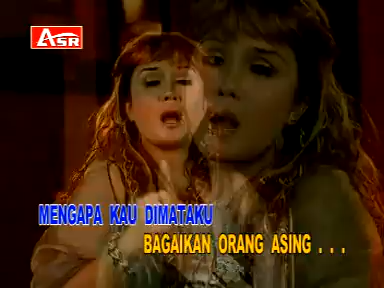 ASR
MENGAPA KAU DIMATAKU
BAGAIKAN ORANG ASING . . .